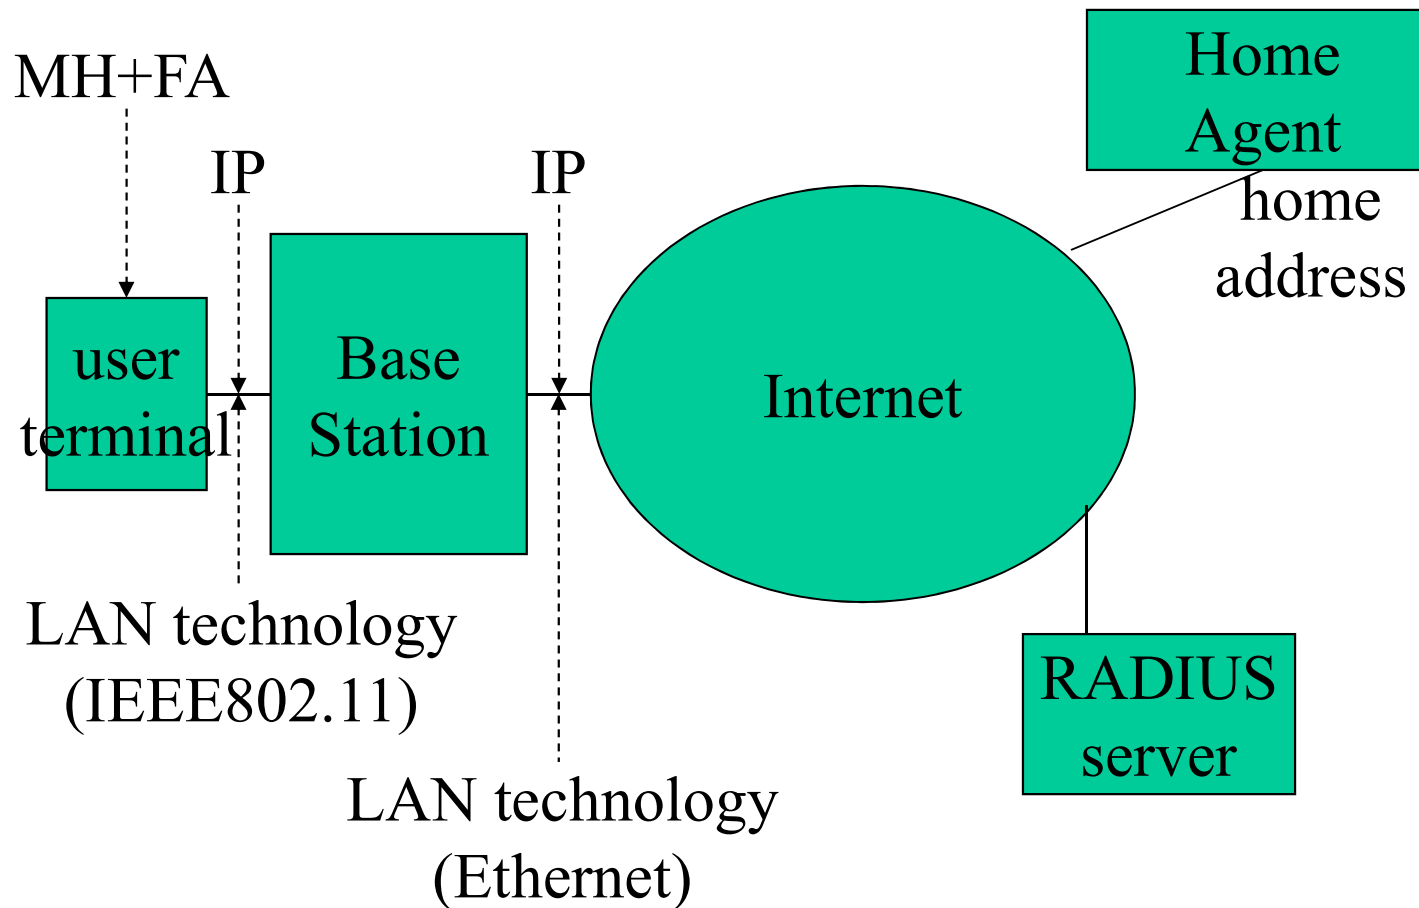 MH+FA
IP
IP
Home
Agent
home
address
user
terminal
Base
Station
Internet
LAN technology
(IEEE802.11)
LAN technology
(Ethernet)
RADIUS
server